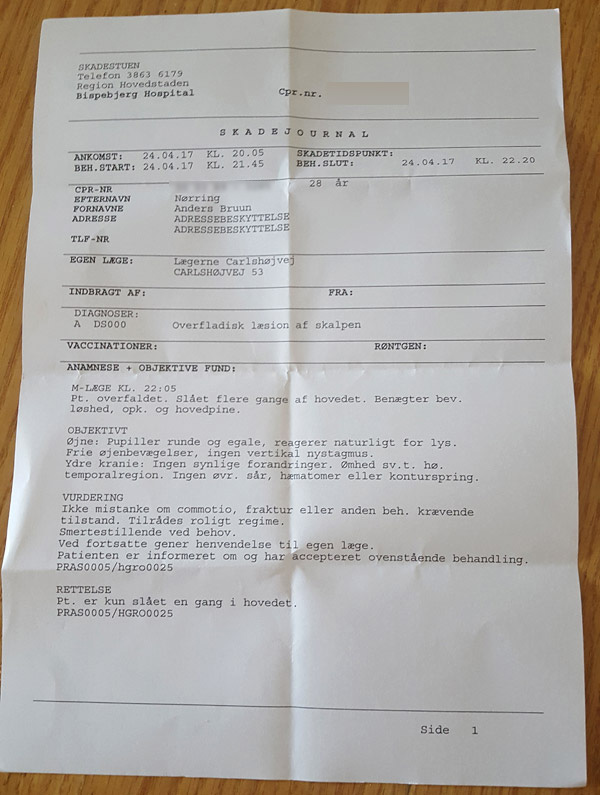 SKADESTUEN
Telefon 3863 6179
Region Hovedstaden
Bispebjerg Hospital
Cpr.nr.
SKADEJOURNAL
ANKOMST: 24.04.17 KL. 20.05 SKADETIDSPUNKT:
BEH.START: 24.04.17 KL. 21.45 BEH.SLUT: 24.04.17 KL. 22.20
CPR-NR 28 år
EFTERNAVN Nørring
FORNAVNE Anders Bruun
ADRESSE ADRESSEBESKYTTELSE
ADRESSEBESKYTTELSE
TLF-NR
EGEN LÆGE: Lægerne Carlshøjvej
CARLSHØJVEJ 53
INDBRAGT AF: FRA:
DIAGNOSER:
A DS000 Overfladisk læsion af skalpen
VACCINATIONER: RØNTGEN:
ANAMNESE + OBJEKTIVE FUND:
M-LÆGE KL. 22:05
Pt. overfaldet. Slået flere gange af hovedet. Benægter bev.
løshed, opk. og hovedpine.
OBJEKTIVT
Øjne: Pupiller runde og egale, reagerer naturligt for lys.
Frie øjenbevægelser, ingen vertikal nystagmus.
Ydre kranie: Ingen synlige forandringer. Ømhed sv.t. hø.
temporalregion. Ingen øvr. sår, hæmatomer eller konturspring.
VURDERING
Ikke mistanke om commotio, fraktur eller anden beh. krævende
tilstand. Tilrådes roligt regime.
Smertestillende ved behov.
Ved fortsatte gener henvendelse til egen læge.
Patienten er informeret om og har accepteret ovenstående behandling.
PRAS0005/hgro0025
RETTELSE
Pt. er kun slået en gang i hovedet.
PRAS0005/HGRO0025
Side 1